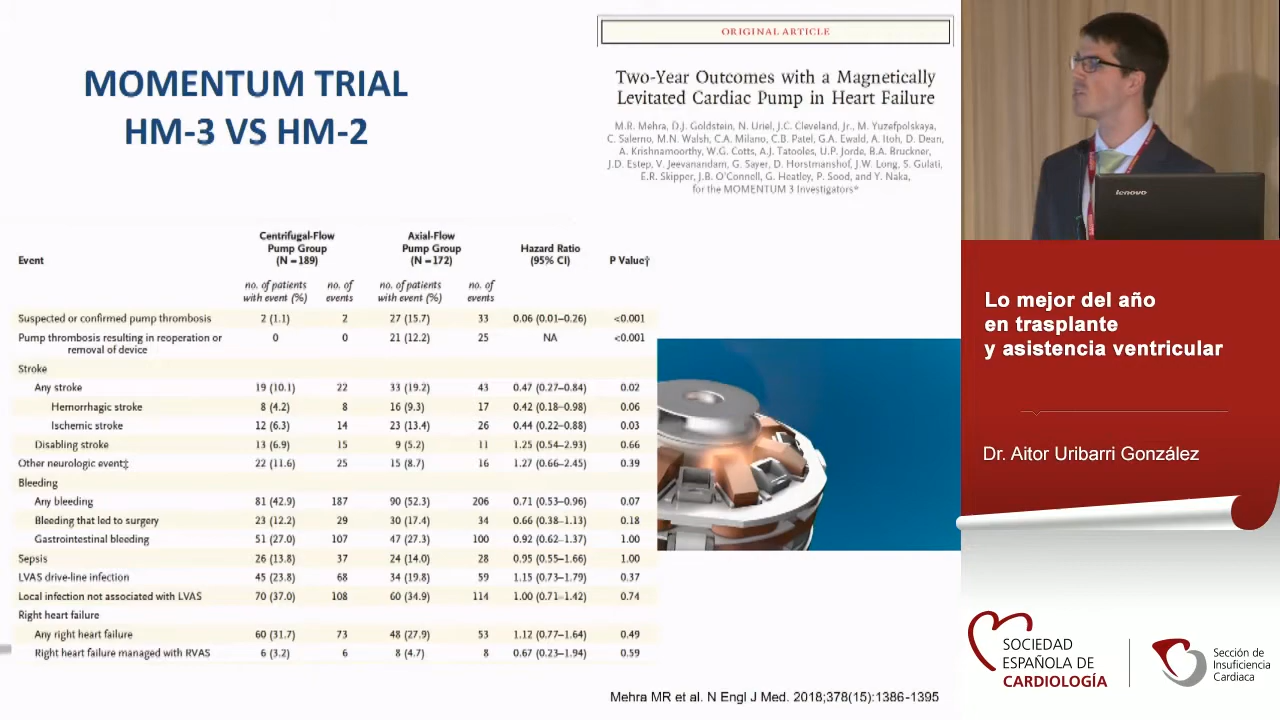 MOMENTUM TRIAL
HM-3 VS HM-2
ORIGINAL ARTICLE
Two-Year Outcomes with a Magnetically
Levitated Cardiac Pump in Heart Failure
M.R. Mehra, D.J. Goldstein, N. Uriel, J.C. Cleveland, Jr., M. Yuzefpolskaya,
C. Salerno, M.N. Walsh, C.A. Milano, C.B. Patel, G.A. Ewald, A. Itoh, D. Dean,
A. Krishnamoorthy, W.G. Cotts, A.J. Tatooles, U.P. Jorde, B.A. Bruckner,
J.D. Estep, V. Jeevanandam, G. Sayer, D. Horstmanshof, J.W. Long, S. Gulati,
E.R. Skipper, J.B. O'Connell, G. Heatley, P. Sood, and Y. Naka,
for the MOMENTUM 3 Investigators*
Event Centrifugal-Flow Pump Group (N=189) Axial-Flow Pump Group (N=172) Hazard Ratio (95% CI) P Value†
no. of patients with event (%) no. of events no. of patients with event (%) no. of events
Suspected or confirmed pump thrombosis 2 (1.1) 2 27 (15.7) 33 0.06 (0.01–0.26) <0.001
Pump thrombosis resulting in reoperation or removal of device 0 0 21 (12.2) 25 NA <0.001
Stroke
Any stroke 19 (10.1) 22 33 (19.2) 43 0.47 (0.27–0.84) 0.02
Hemorrhagic stroke 8 (4.2) 8 16 (9.3) 17 0.42 (0.18–0.98) 0.06
Ischemic stroke 12 (6.3) 14 23 (13.4) 26 0.44 (0.22–0.88) 0.03
Disabling stroke 13 (6.9) 15 9 (5.2) 11 1.25 (0.54–2.93) 0.66
Other neurologic event‡ 22 (11.6) 25 15 (8.7) 16 1.27 (0.66–2.45) 0.39
Bleeding
Any bleeding 81 (42.9) 187 90 (52.3) 206 0.71 (0.53–0.96) 0.07
Bleeding that led to surgery 23 (12.2) 29 30 (17.4) 34 0.66 (0.38–1.13) 0.18
Gastrointestinal bleeding 51 (27.0) 107 47 (27.3) 100 0.92 (0.62–1.37) 1.00
Sepsis 26 (13.8) 37 24 (14.0) 28 0.95 (0.55–1.66) 1.00
LVAS drive-line infection 45 (23.8) 68 34 (19.8) 59 1.15 (0.73–1.79) 0.37
Local infection not associated with LVAS 70 (37.0) 108 60 (34.9) 114 1.00 (0.71–1.42) 0.74
Right heart failure
Any right heart failure 60 (31.7) 73 48 (27.9) 53 1.12 (0.77–1.64) 0.49
Right heart failure managed with RVAS 6 (3.2) 6 8 (4.7) 8 0.67 (0.23–1.94) 0.59
Mehra MR et al. N Engl J Med. 2018;378(15):1386-1395
lenovo
Lo mejor del año
en trasplante
y asistencia ventricular
Dr. Aitor Uribarri González
SOCIEDAD
ESPAÑOLA DE
CARDIOLOGÍA
Sección de
Insuficiencia
Cardiaca